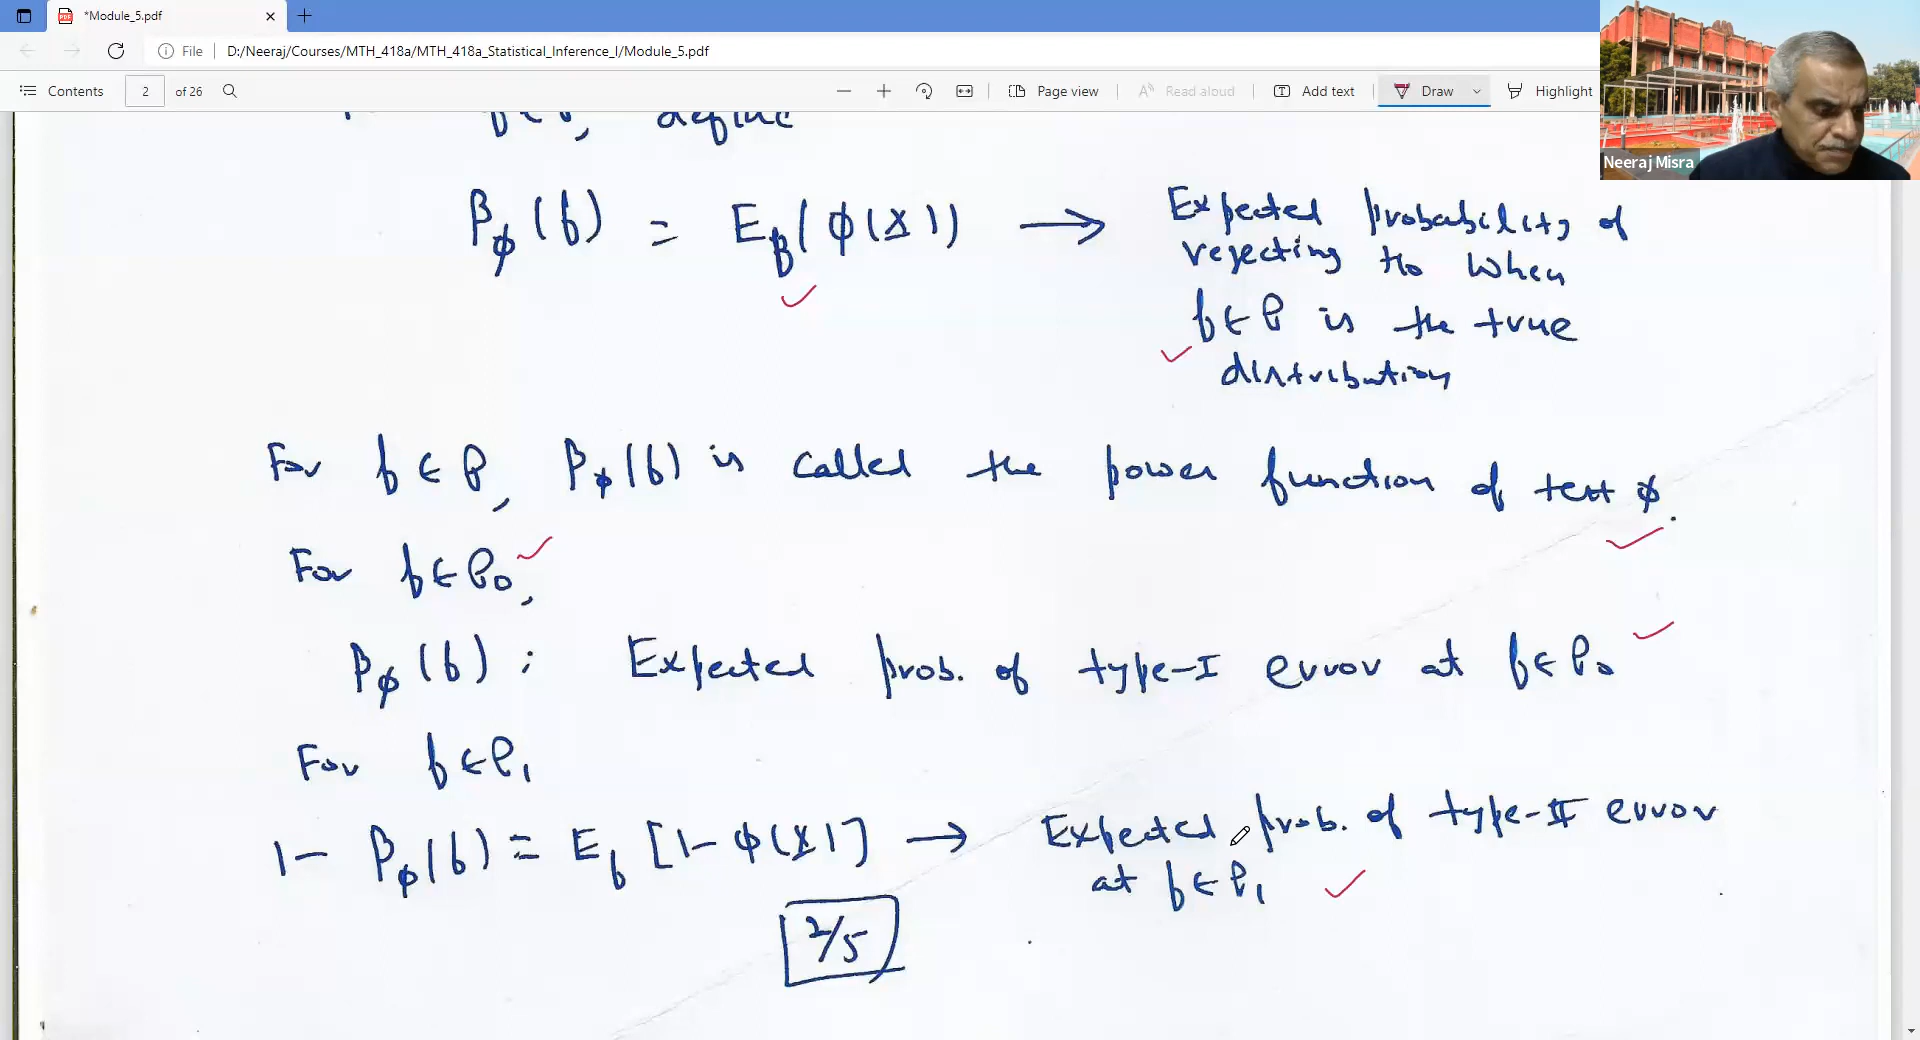 *Module_5.pdf
File D:/Neeraj/Courses/MTH_418a/MTH_418a_Statistical_Inference_I/Module_5.pdf
Contents 2 of 26 Page view Read aloud Add text Draw Highlight
Neeraj Misra
define
β_ϕ(p) = E_p(ϕ(X)) → Expected probability of
rejecting H₀ when
p ∈ P is the true
distribution
For p ∈ P, β_ϕ(p) is called the power function of test ϕ.
For p ∈ P₀,
β_ϕ(p) : Expected prob. of type-I error at p ∈ P₀
For p ∈ P₁
1 - β_ϕ(p) = E_p [1 - ϕ(X)] → Expected prob. of type-II error
at p ∈ P₁
2/5